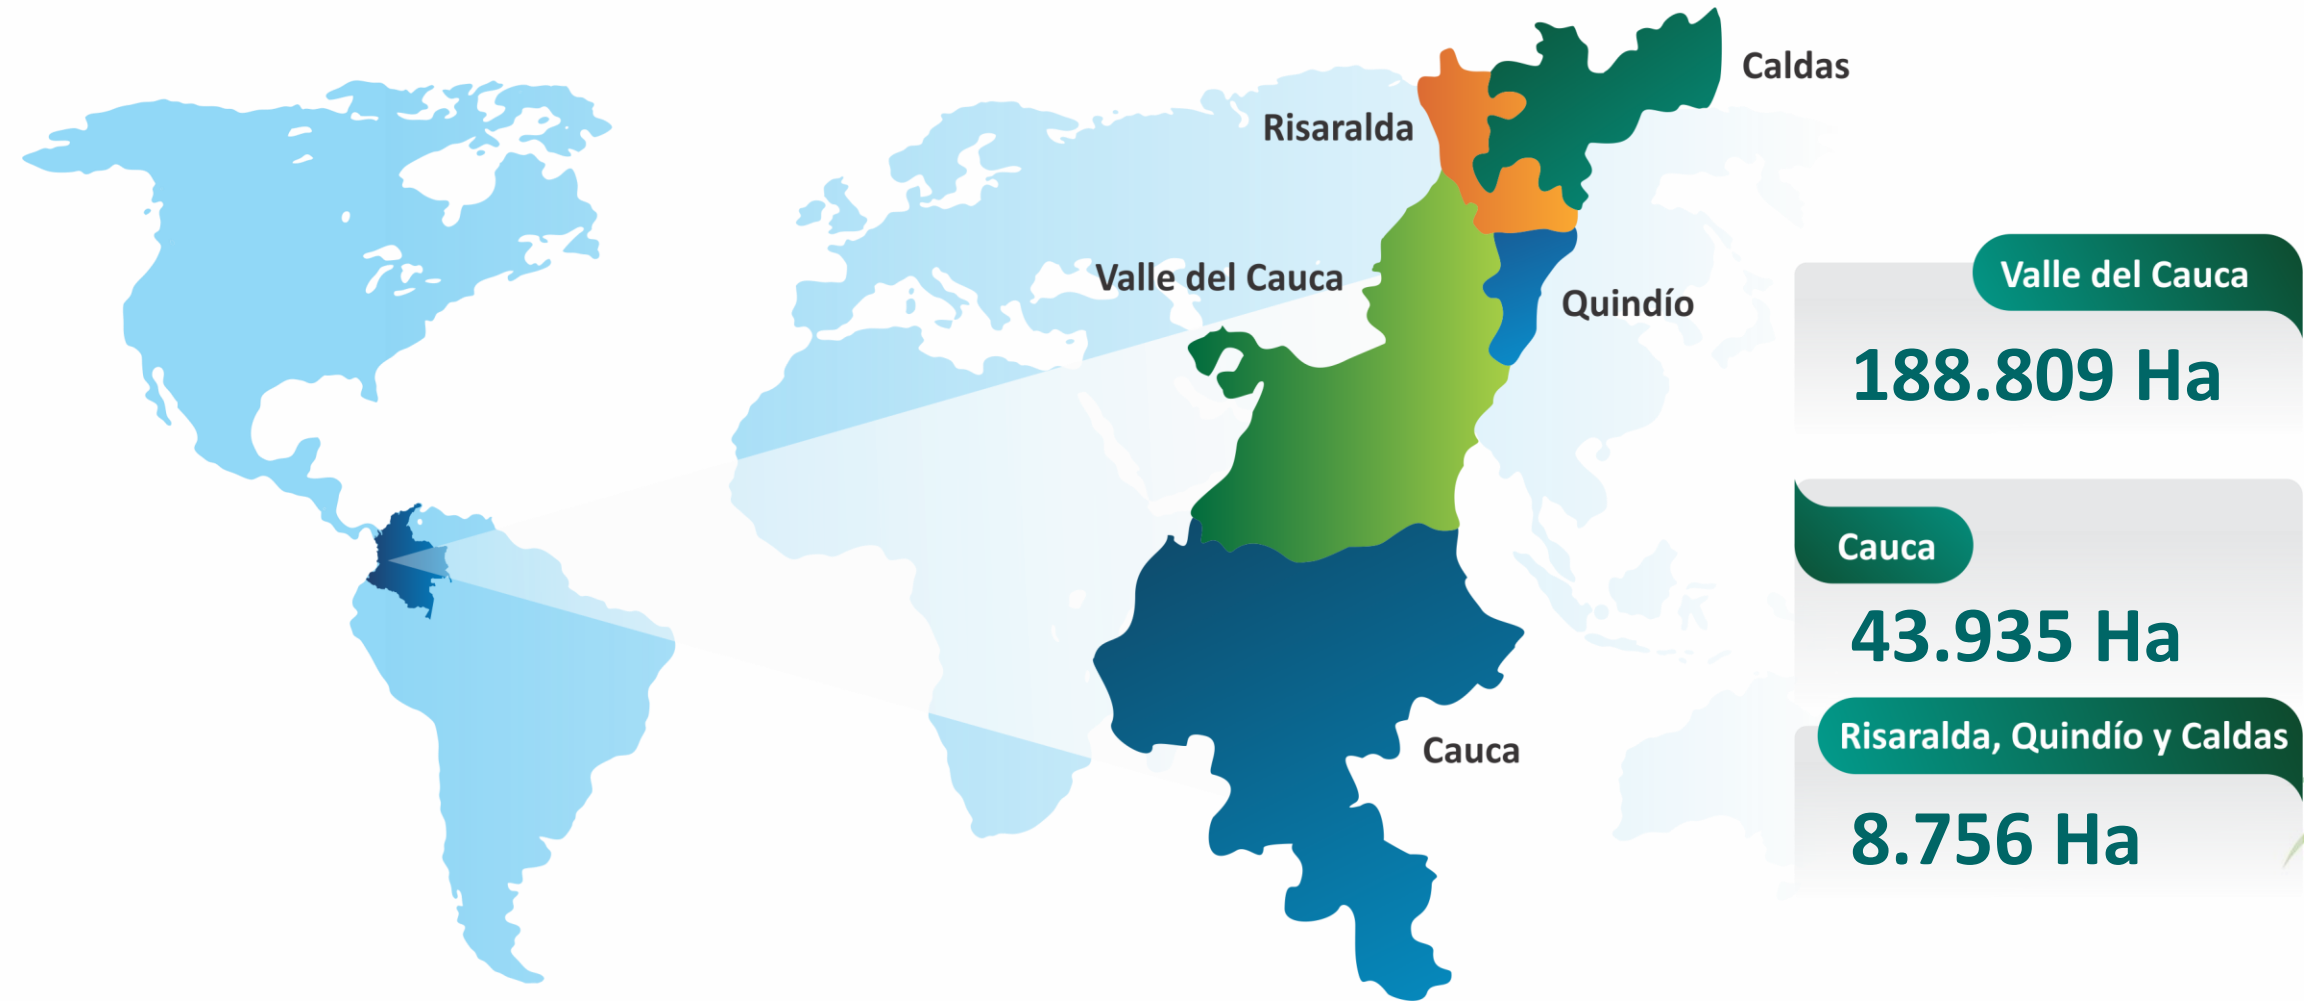 Caldas
Risaralda
Valle del Cauca
Quindío
Cauca
Valle del Cauca
188.809 Ha
Cauca
43.935 Ha
Risaralda, Quindío y Caldas
8.756 Ha